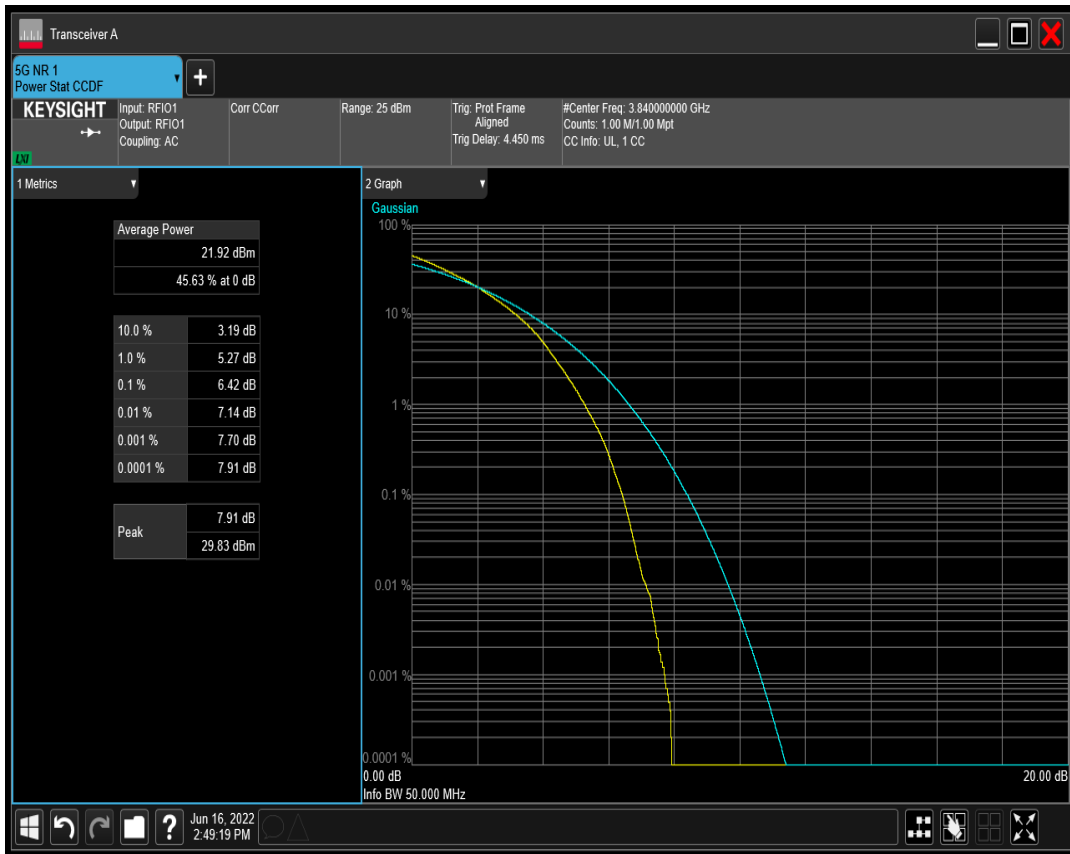 Transceiver A
5G NR 1
Power Stat CCDF
+
KEYSIGHT
LXI
Input: RFIO1
Output: RFIO1
Coupling: AC
Corr CCorr
Range: 25 dBm
Trig: Prot Frame
Aligned
Trig Delay: 4.450 ms
#Center Freq: 3.840000000 GHz
Counts: 1.00 M/1.00 Mpt
CC Info: UL, 1 CC
1 Metrics
Average Power
21.92 dBm
45.63 % at 0 dB
10.0 % 3.19 dB
1.0 % 5.27 dB
0.1 % 6.42 dB
0.01 % 7.14 dB
0.001 % 7.70 dB
0.0001 % 7.91 dB
Peak
7.91 dB
29.83 dBm
2 Graph
Gaussian
100 %
10 %
1 %
0.1 %
0.01 %
0.001 %
0.0001 %
0.00 dB 20.00 dB
Info BW 50.000 MHz
?
Jun 16, 2022
2:49:19 PM